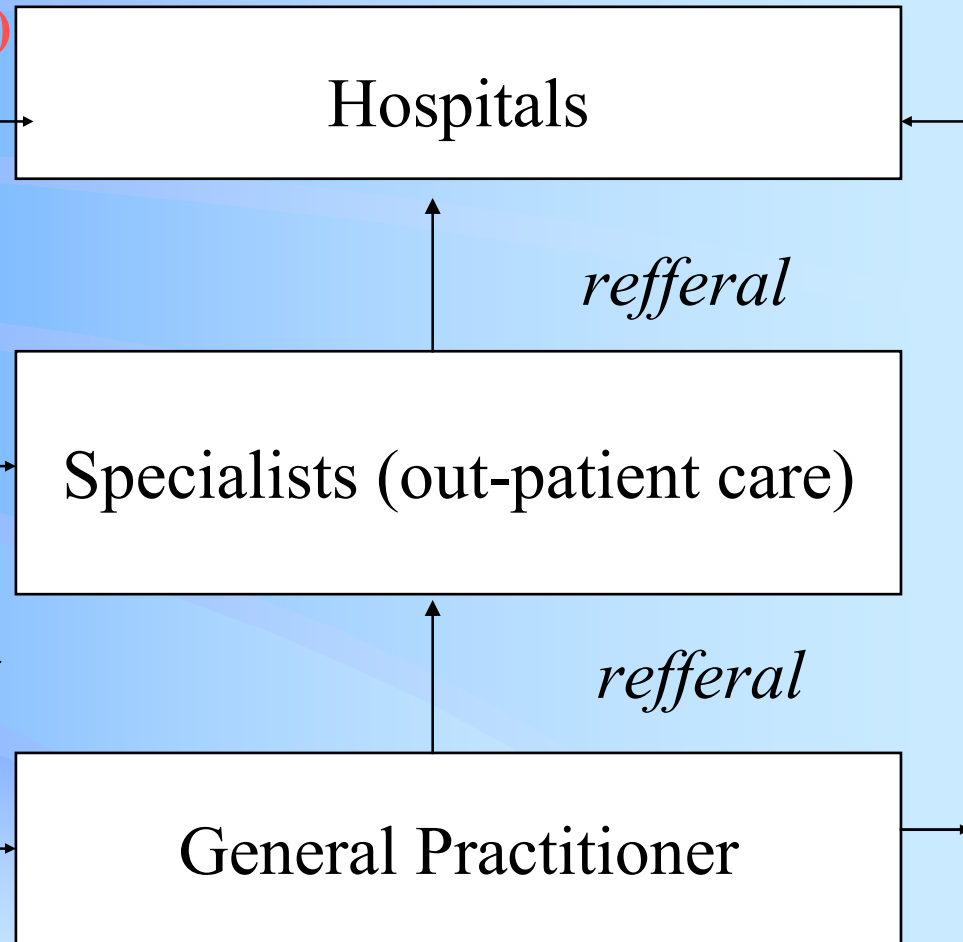 )
Hospitals
refferal
Specialists (out-patient care)
refferal
General Practitioner